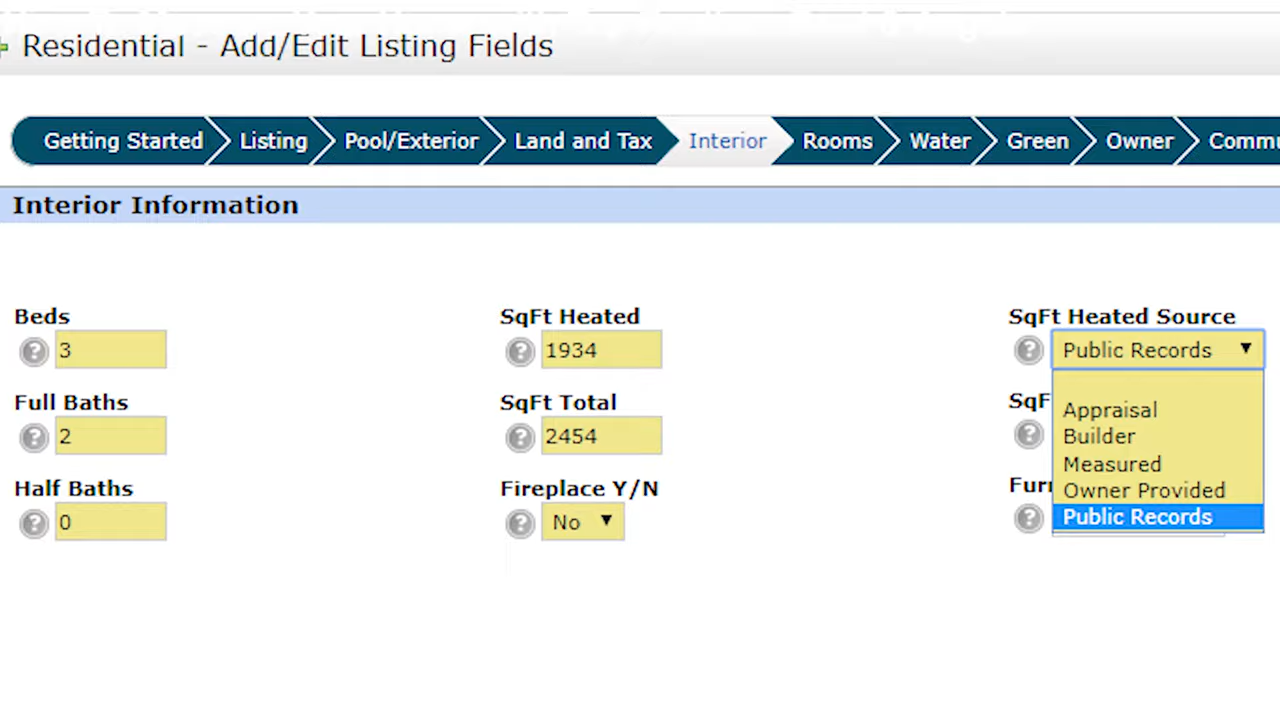 Residential - Add/Edit Listing Fields
Getting Started Listing Pool/Exterior Land and Tax Interior Rooms Water Green Owner Commu
Interior Information
Beds SqFt Heated SqFt Heated Source
3 1934 Public Records
Full Baths SqFt Total SqF
Appraisal
2 2454 Builder
Measured
Half Baths Fireplace Y/N Furn
Owner Provided
0 No Public Records